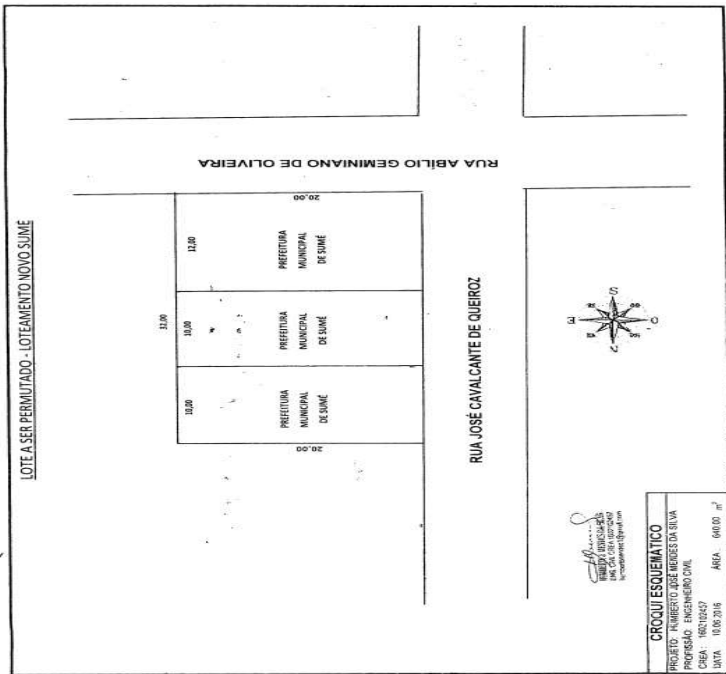 LOTE A SER PERMUTADO - LOTEAMENTO NOVO SUMÉ
32,00
10,00
10,00
12,00
20,00
PREFEITURA
MUNICIPAL
DE SUMÉ
PREFEITURA
MUNICIPAL
DE SUMÉ
PREFEITURA
MUNICIPAL
DE SUMÉ
20,00
RUA ABÍLIO GEMINIANO DE OLIVEIRA
RUA JOSÉ CAVALCANTE DE QUEIROZ
N
S
E
O
CROQUI ESQUEMÁTICO
PROJETO: HUMBERTO JOSÉ MENDES DA SILVA
PROFISSÃO: ENGENHEIRO CIVIL
CREA: 1602102457
DATA 10.06.2016 ÁREA: 640.00 m²